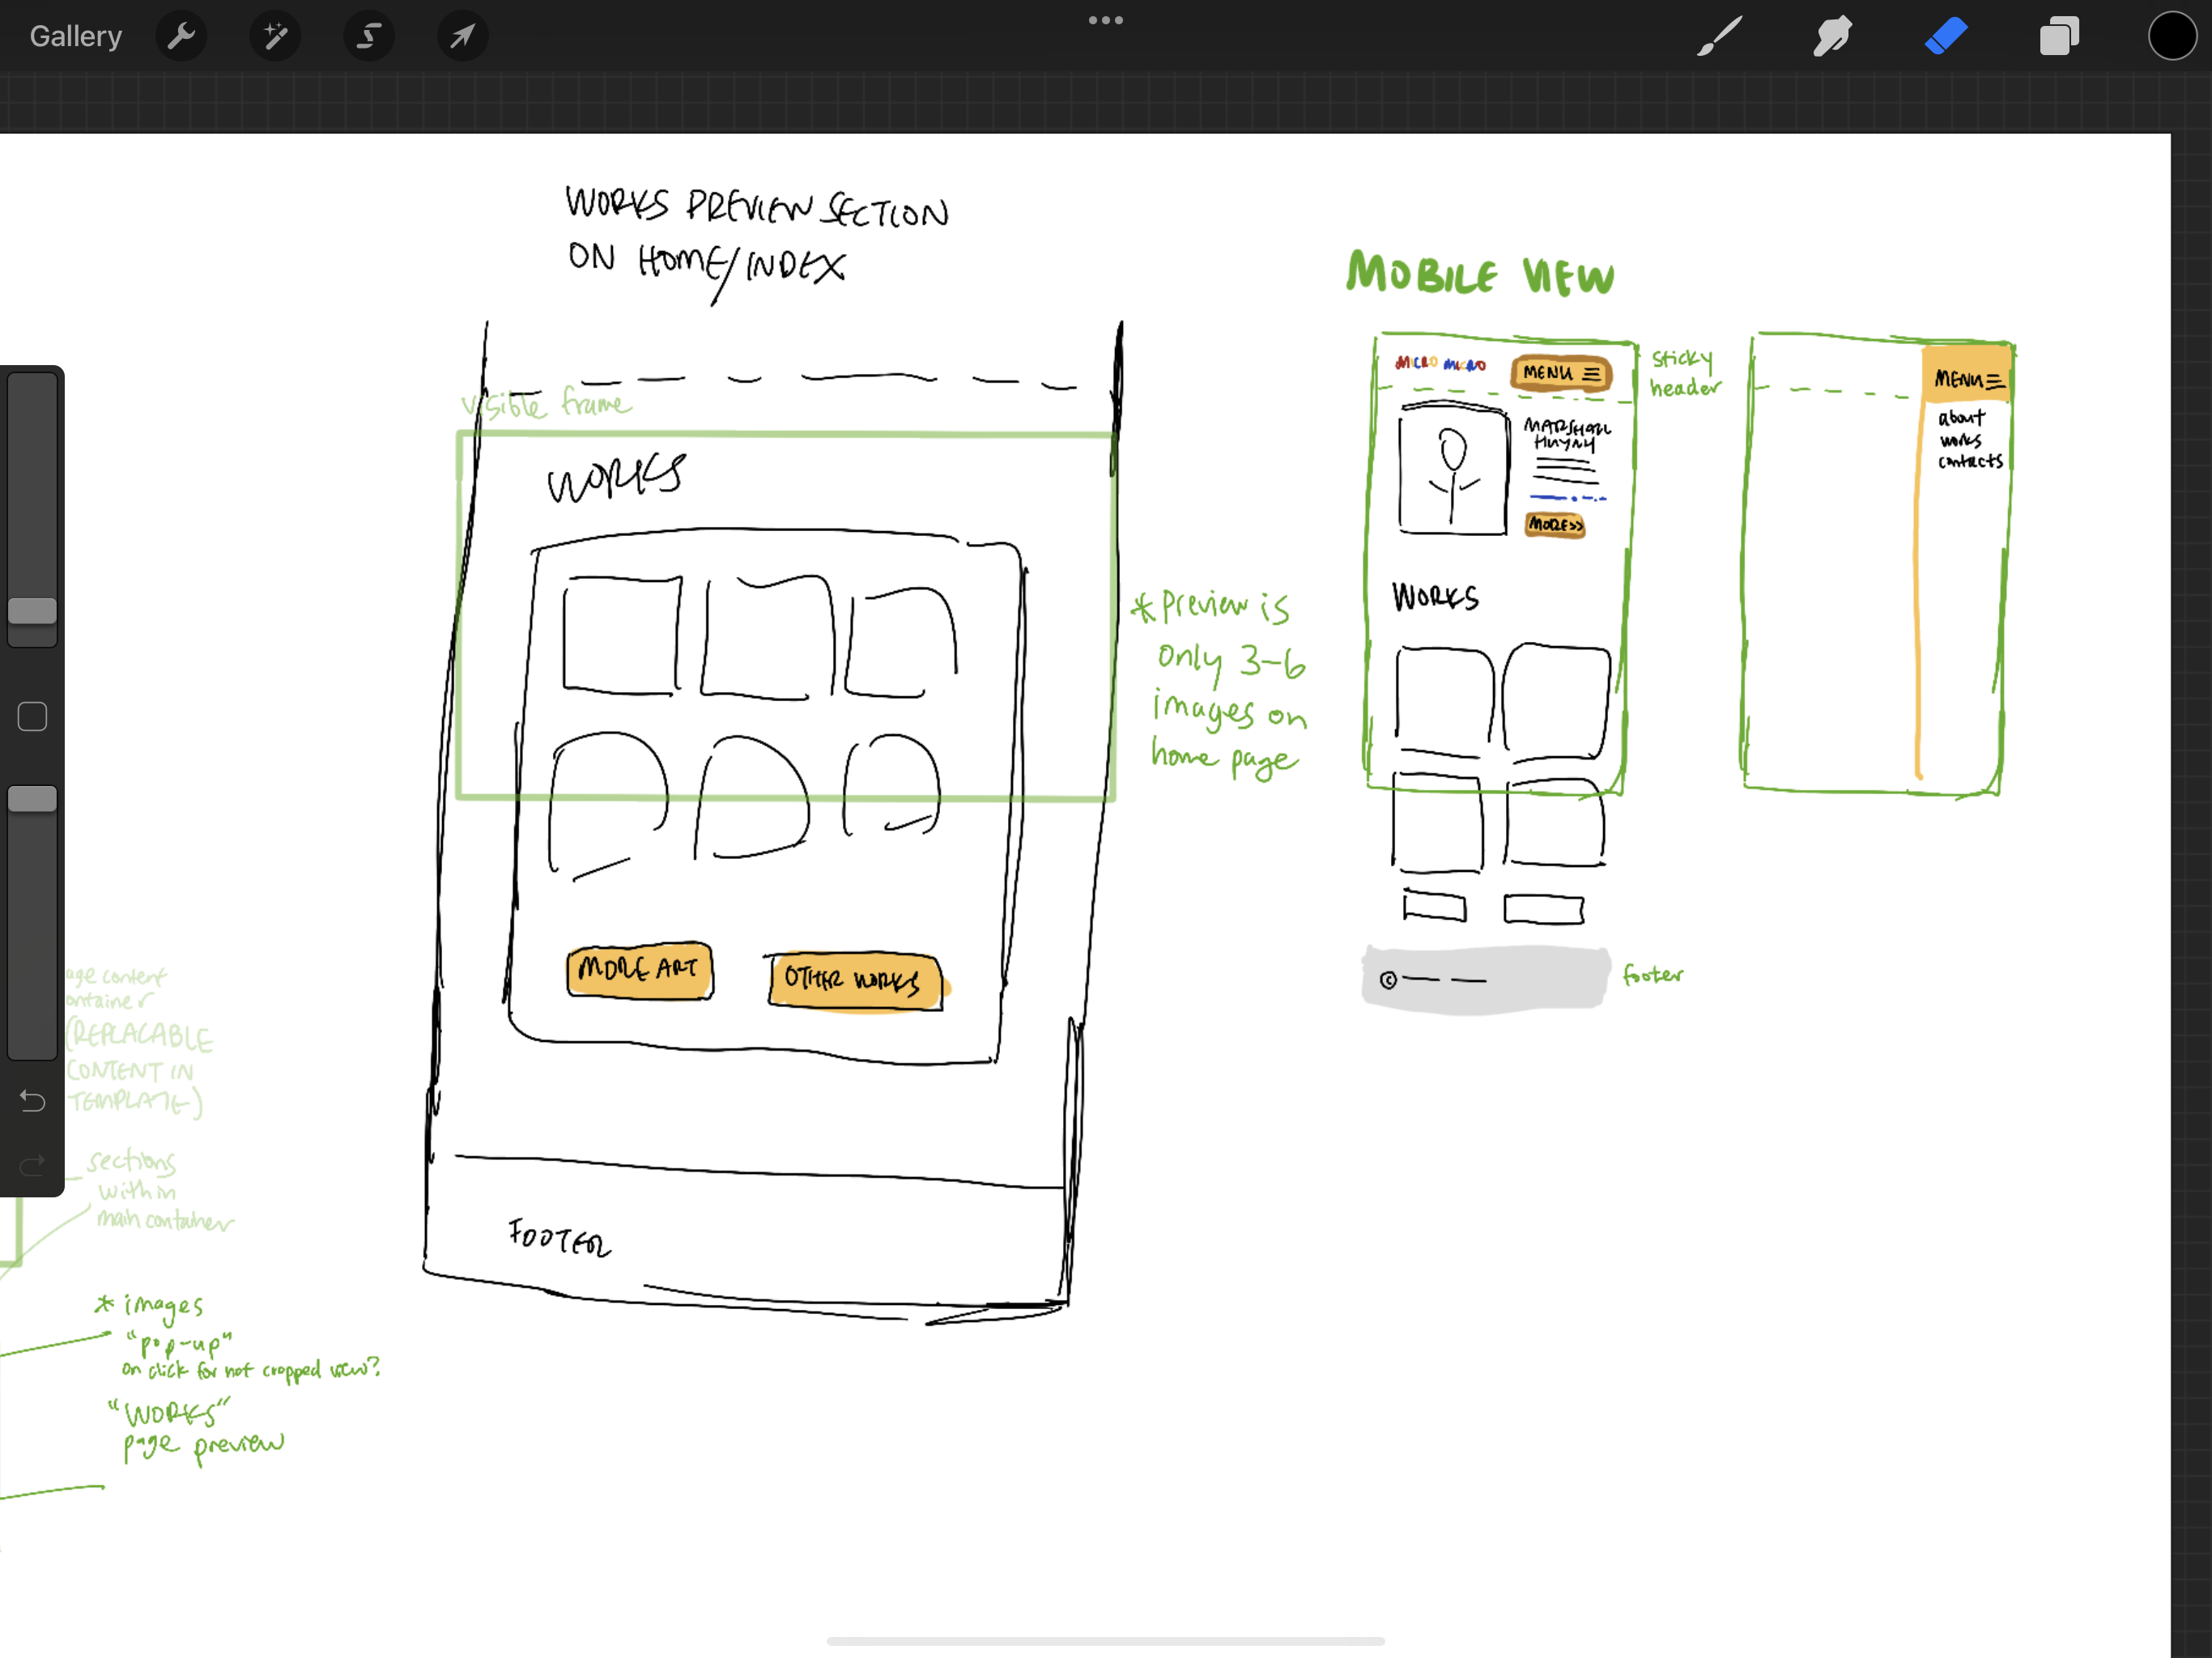 Gallery
WORKS PREVIEW SECTION
ON HOME/INDEX
visible frame
WORKS
MORE ART
OTHER WORKS
FOOTER
* Preview is
only 3-6
images on
home page
MOBILE VIEW
MICRO MICRO
MENU
sticky
header
MARSHALL
HUYNH
MORE>>
WORKS
©
footer
MENU
about
works
contacts
age content
ontainer
(REPLACABLE
CONTENT IN
TEMPLATE)
sections
within
main container
* images
"pop-up"
on click for not cropped view?
"WORKS"
page preview